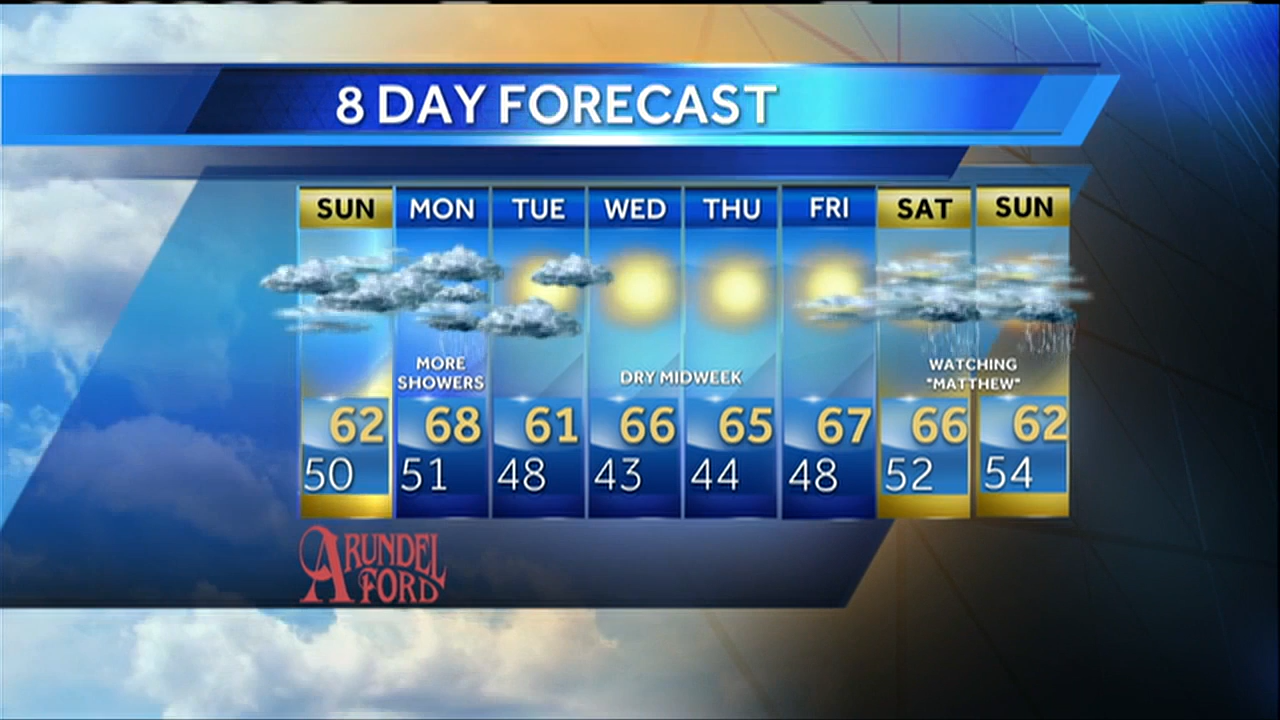 8 DAY FORECAST
SUN MON TUE WED THU FRI SAT SUN
MORE
SHOWERS
DRY MIDWEEK
WATCHING
"MATTHEW"
62 68 61 66 65 67 66 62
50 51 48 43 44 48 52 54
ARUNDEL
FORD